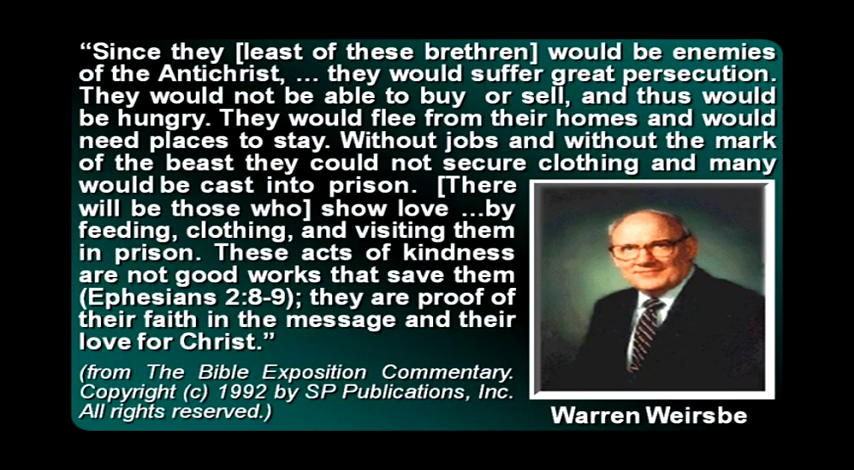 “Since they [least of these brethren] would be enemies
of the Antichrist, ... they would suffer great persecution.
They would not be able to buy or sell, and thus would
be hungry. They would flee from their homes and would
need places to stay. Without jobs and without the mark
of the beast they could not secure clothing and many
would be cast into prison. [There
will be those who] show love ...by
feeding, clothing, and visiting them
in prison. These acts of kindness
are not good works that save them
(Ephesians 2:8-9); they are proof of
their faith in the message and their
love for Christ.”
(from The Bible Exposition Commentary.
Copyright (c) 1992 by SP Publications, Inc.
All rights reserved.)
Warren Weirsbe